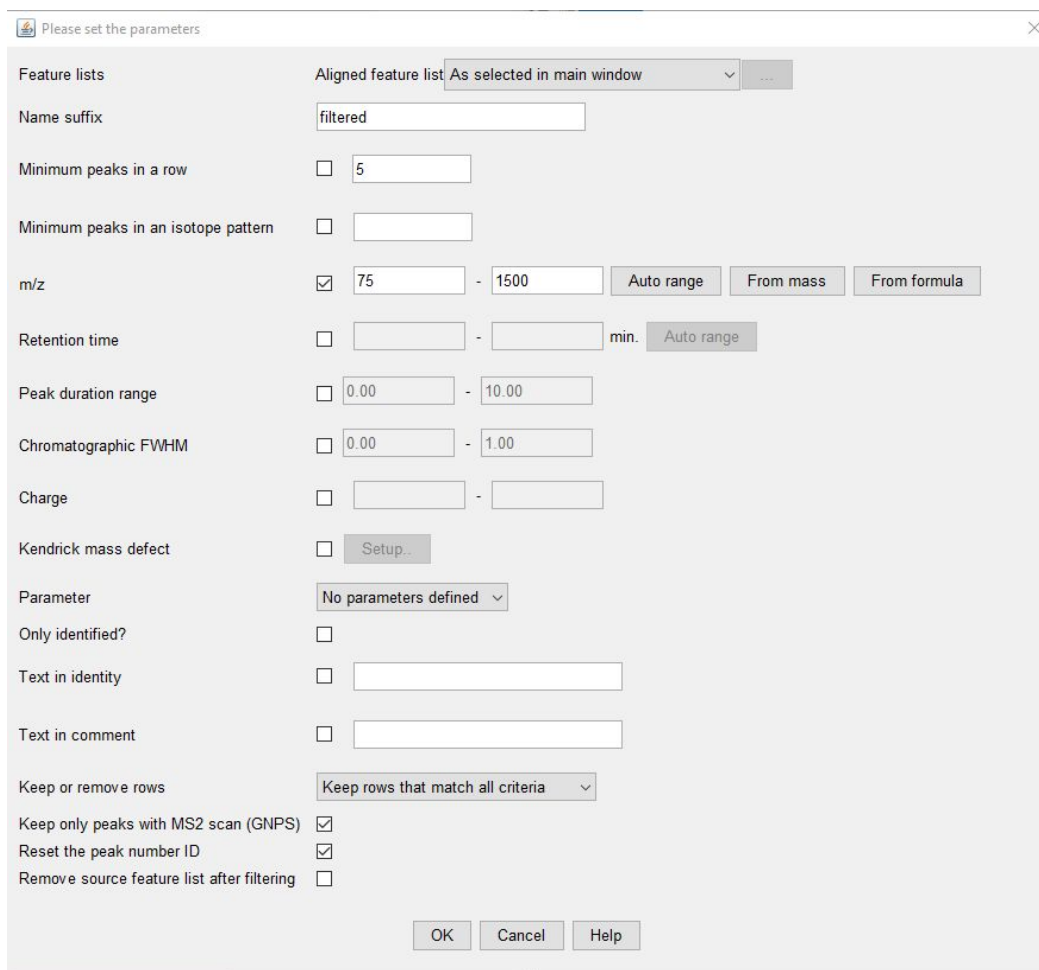 Please set the parameters
Feature lists Aligned feature list As selected in main window ...
Name suffix filtered
Minimum peaks in a row 5
Minimum peaks in an isotope pattern
m/z 75 - 1500 Auto range From mass From formula
Retention time - min. Auto range
Peak duration range 0.00 - 10.00
Chromatographic FWHM 0.00 - 1.00
Charge -
Kendrick mass defect Setup..
Parameter No parameters defined
Only identified?
Text in identity
Text in comment
Keep or remove rows Keep rows that match all criteria
Keep only peaks with MS2 scan (GNPS)
Reset the peak number ID
Remove source feature list after filtering
OK Cancel Help